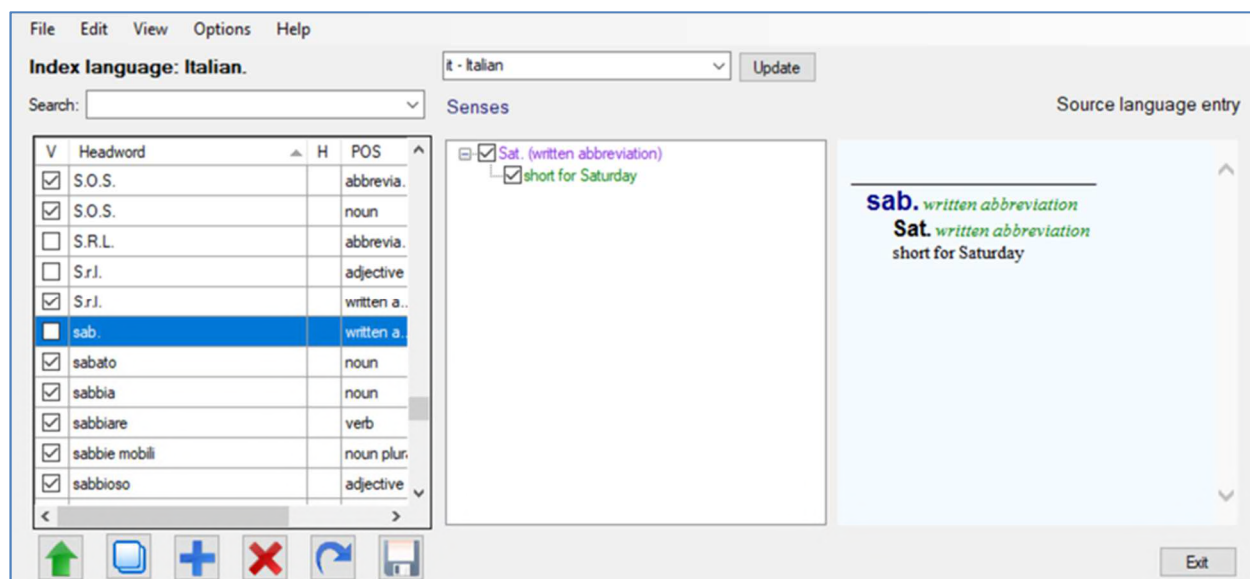 File Edit View Options Help
Index language: Italian.
it - Italian
Update
Search:
Senses
Source language entry
V Headword H POS
S.O.S. abbrevia.
S.O.S. noun
S.R.L. abbrevia.
S.r.l. adjective
S.r.l. written a..
sab. written a..
sabato noun
sabbia noun
sabbiare verb
sabbie mobili noun plur
sabbioso adjective
Sat. (written abbreviation)
short for Saturday
sab. written abbreviation
Sat. written abbreviation
short for Saturday
Exit